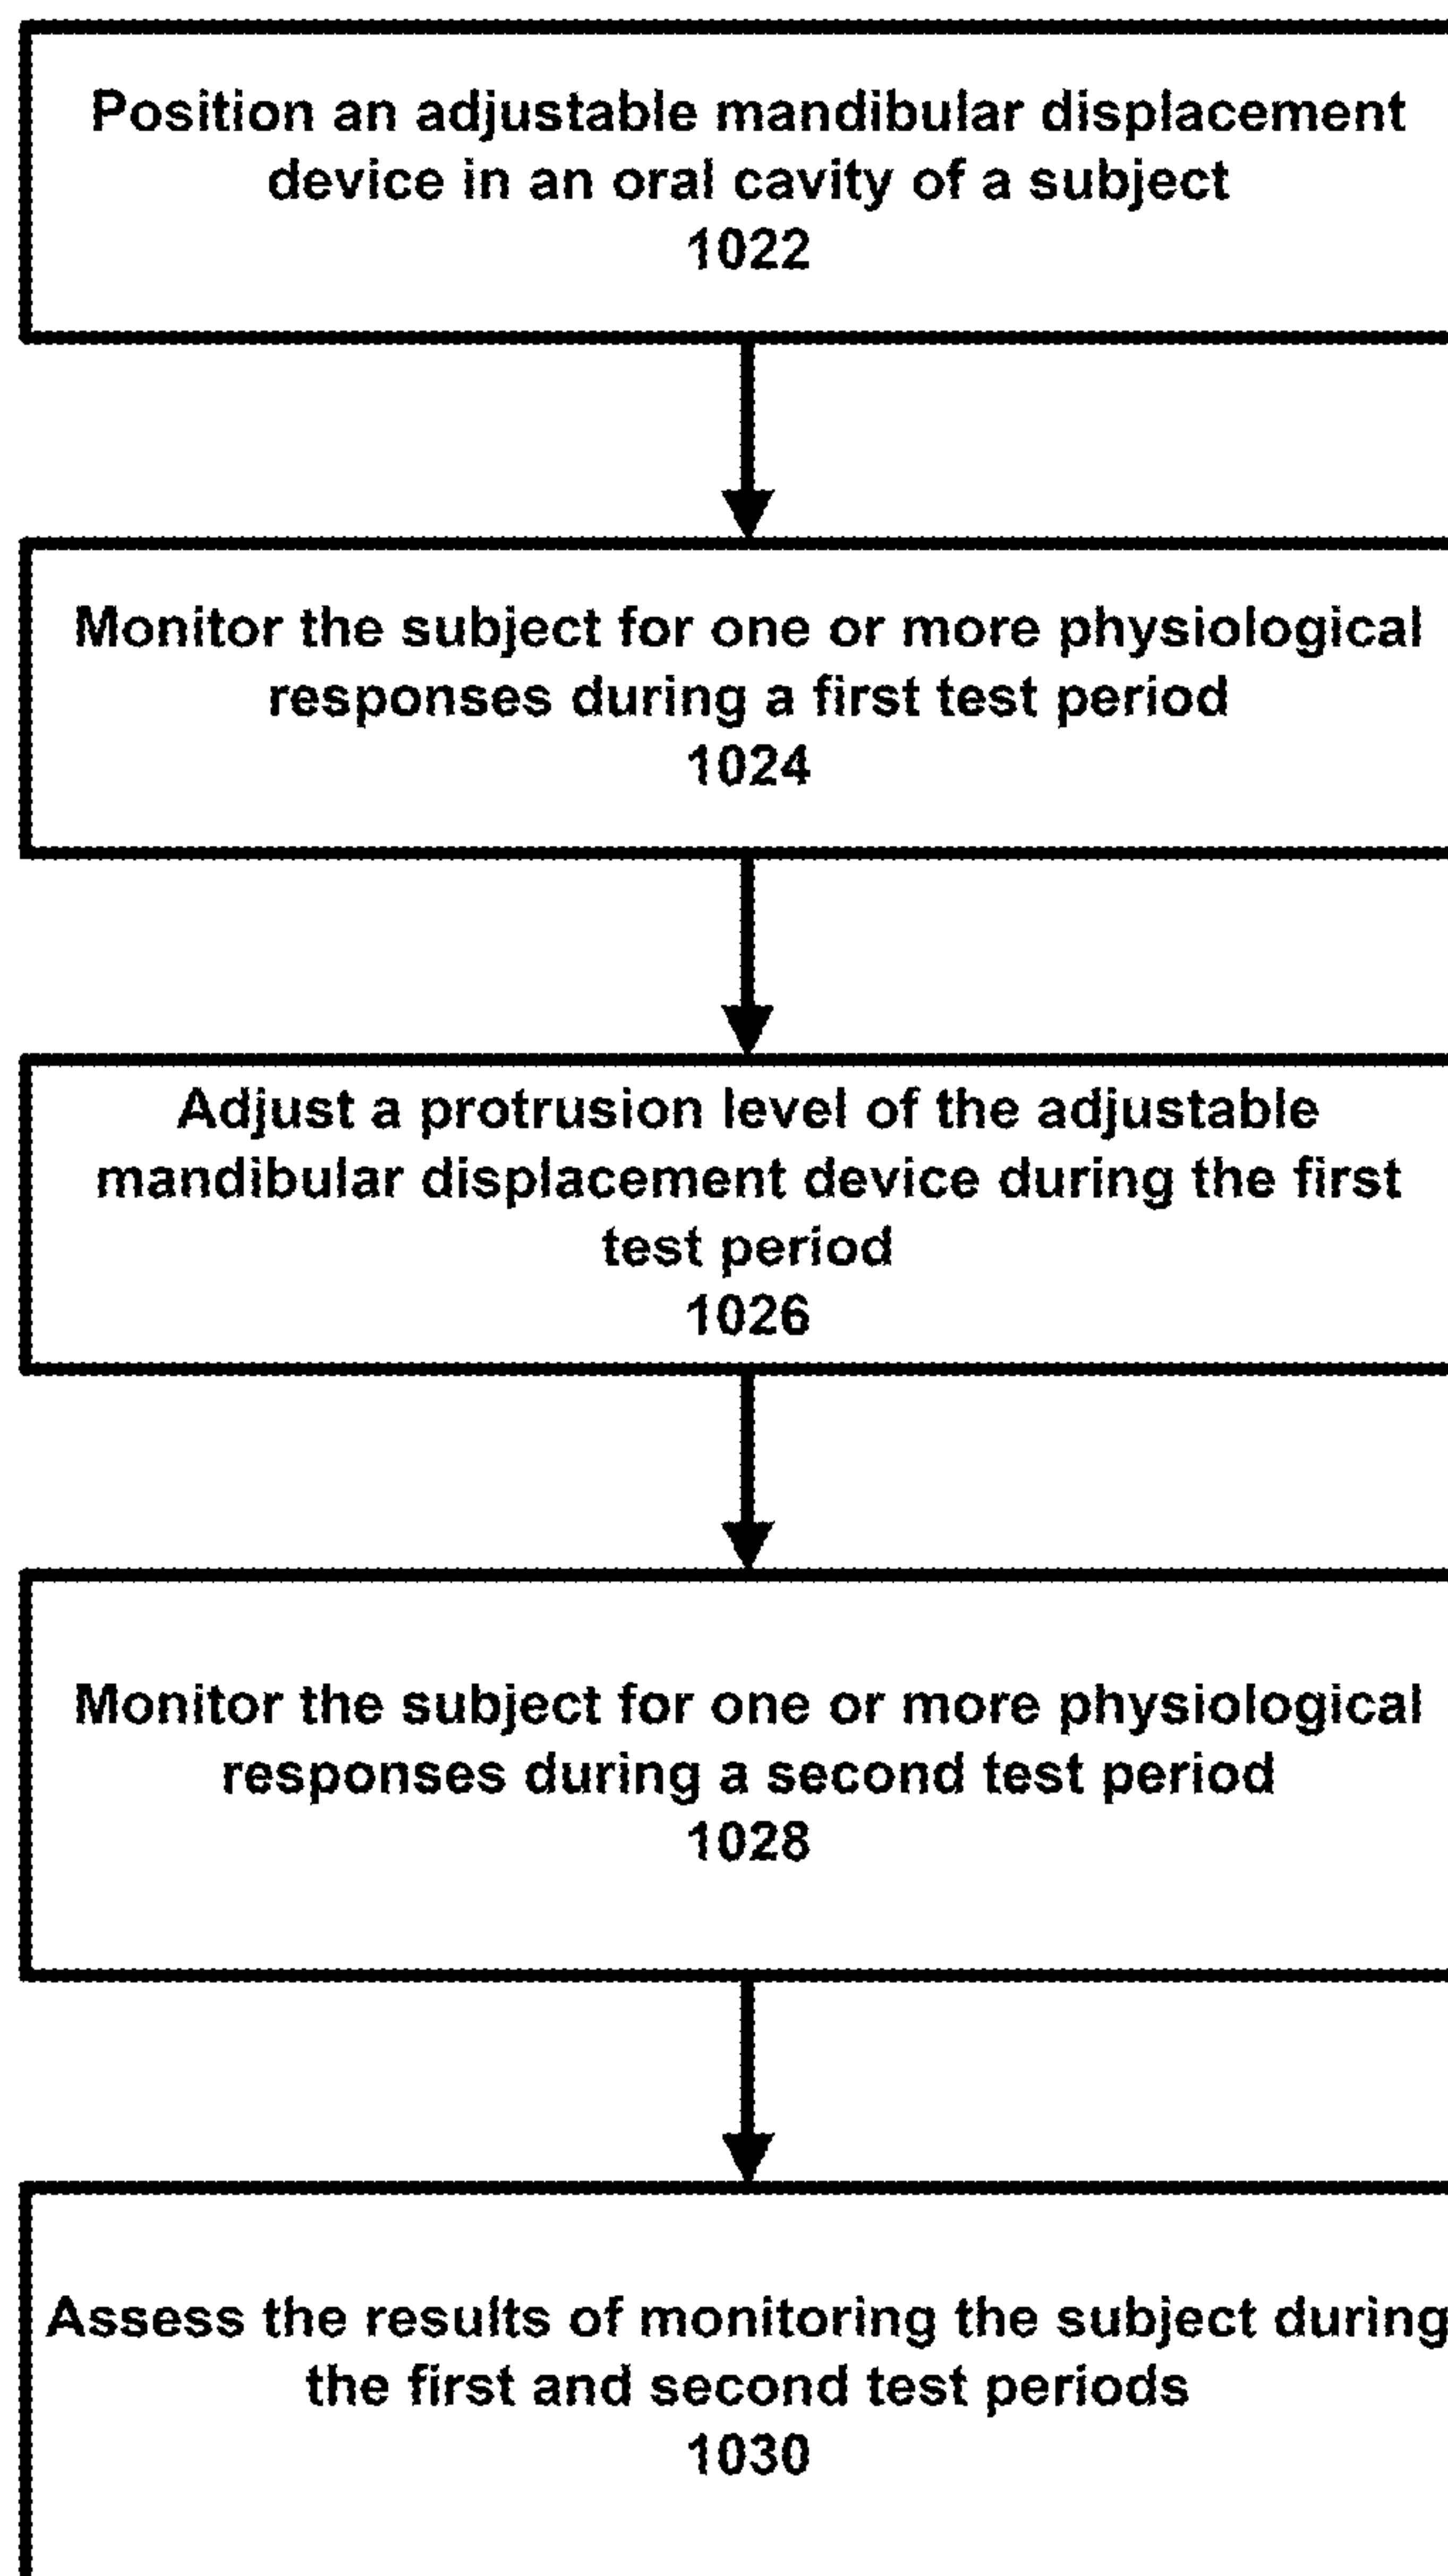 Position an adjustable mandibular displacement
device in an oral cavity of a subject
1022
Monitor the subject for one or more physiological
responses during a first test period
1024
Adjust a protrusion level of the adjustable
mandibular displacement device during the first
test period
1026
Monitor the subject for one or more physiological
responses during a second test period
1028
Assess the results of monitoring the subject during
the first and second test periods
1030